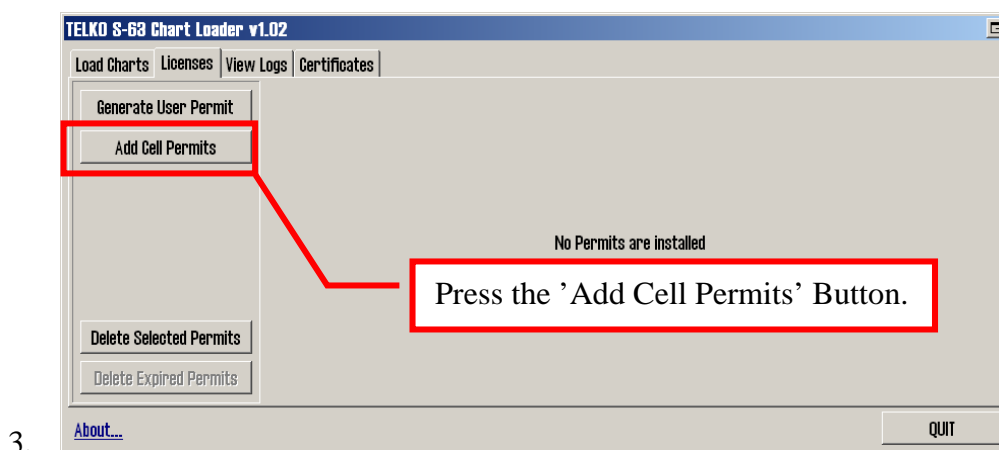 TELKO S-63 Chart Loader v1.02
Load Charts Licenses View Logs Certificates
Generate User Permit
Add Cell Permits
No Permits are installed
Press the ’Add Cell Permits’ Button.
Delete Selected Permits
Delete Expired Permits
3. About... QUIT